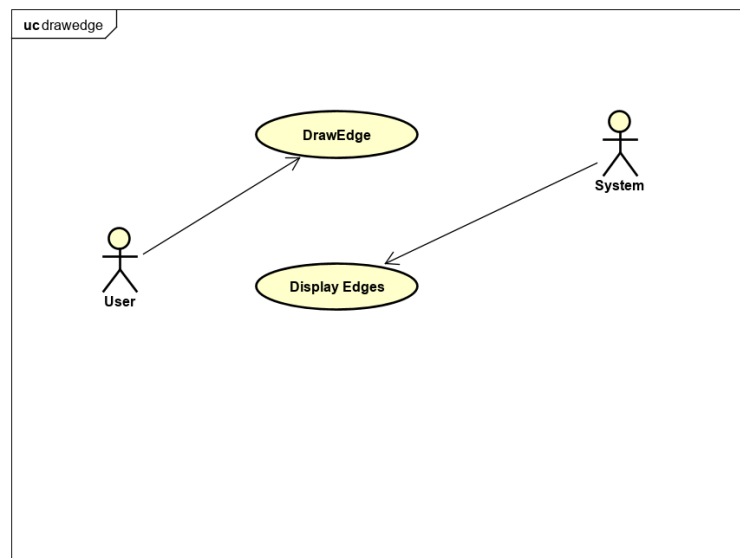 uc drawedge
DrawEdge
System
User
Display Edges